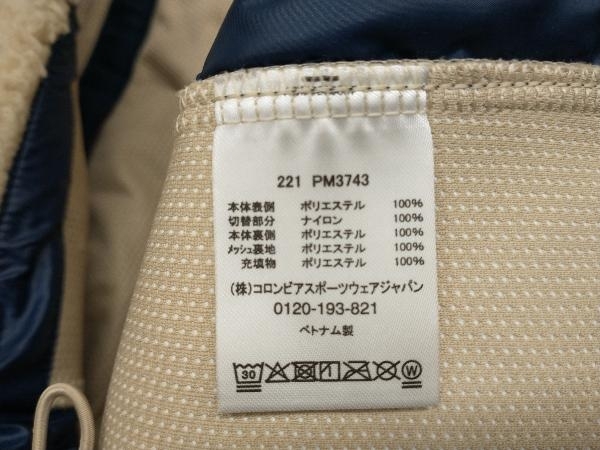 221 PM3743
本体表側 ポリエステル 100%
切替部分 ナイロン 100%
本体裏側 ポリエステル 100%
メッシュ裏地 ポリエステル 100%
充填物 ポリエステル 100%
(株)コロンビアスポーツウェアジャパン
0120-193-821
ベトナム製
30 W